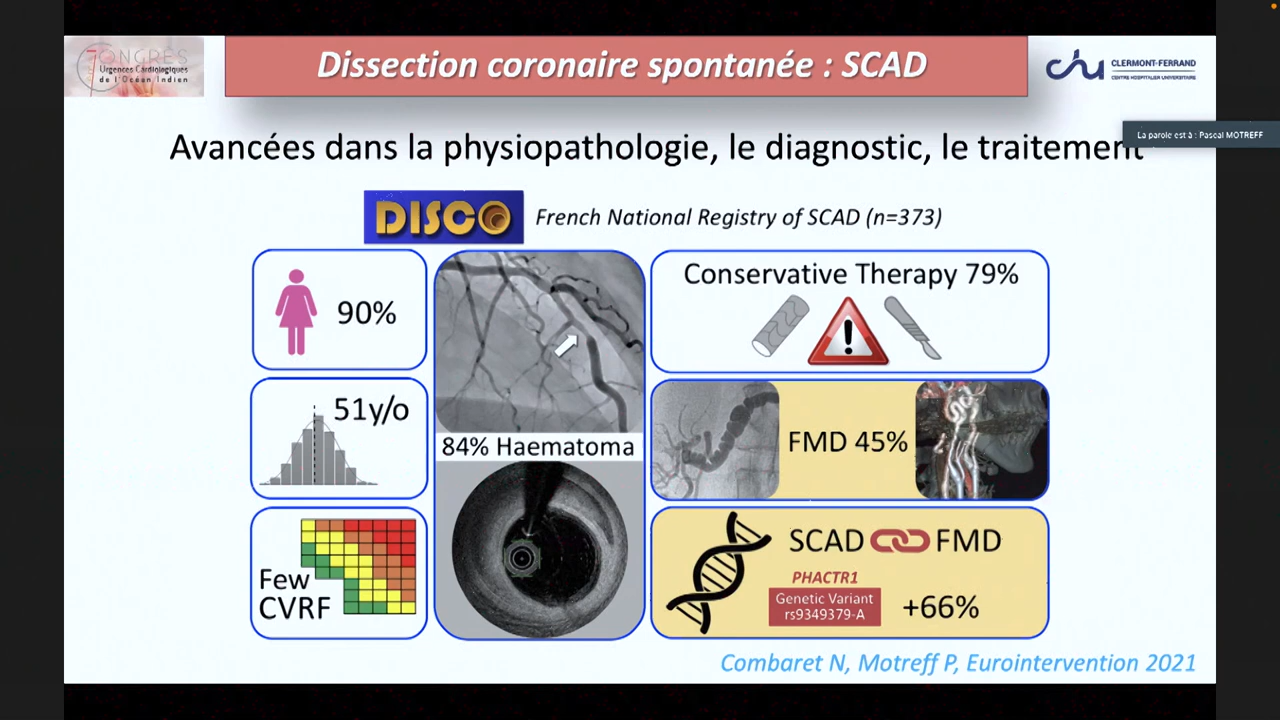 CONGRES
Urgences Cardiologiques
de l'Océan Indien
Dissection coronaire spontanée : SCAD
chu
CLERMONT-FERRAND
CENTRE HOSPITALIER UNIVERSITAIRE
La parole est à : Pascal MOTREFF
Avancées dans la physiopathologie, le diagnostic, le traitement
DISCO
French National Registry of SCAD (n=373)
90%
51y/o
Few
CVRF
84% Haematoma
Conservative Therapy 79%
FMD 45%
SCAD FMD
PHACTR1
Genetic Variant
rs9349379-A
+66%
Combaret N, Motreff P, Eurointervention 2021